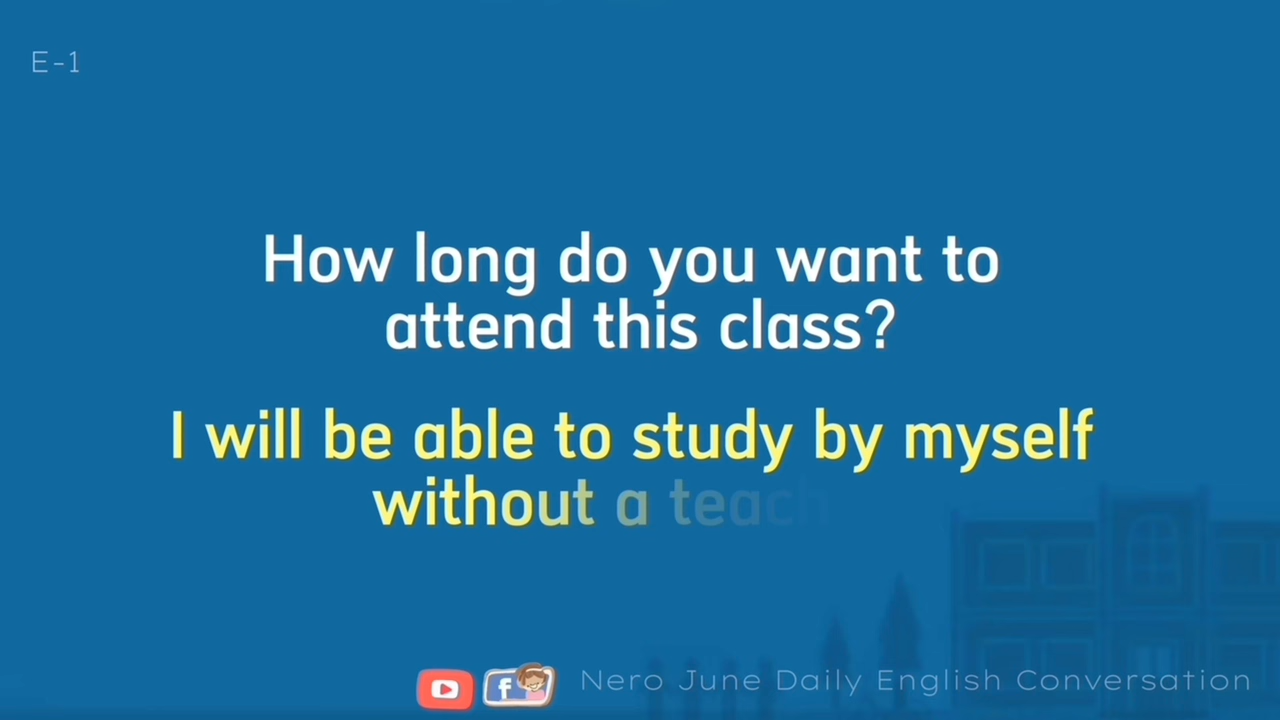 E-1
How long do you want to
attend this class?
I will be able to study by myself
without a teach
Nero June Daily English Conversation